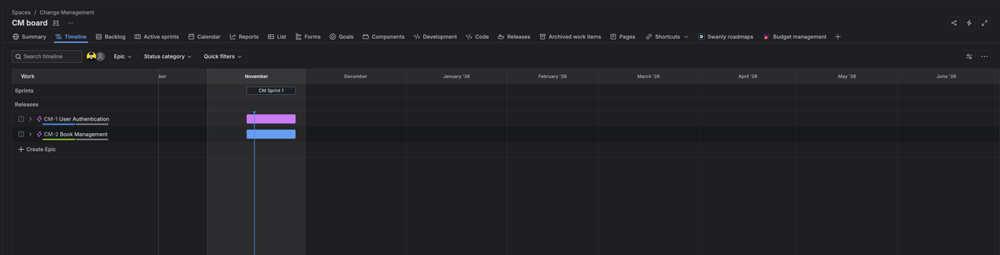 Spaces / Change Management
CM board
Summary Timeline Backlog Active sprints Calendar Reports List Forms Goals Components Development Code Releases Archived work items Pages Shortcuts Swanly roadmaps Budget management
Search timeline Epic Status category Quick filters
Work ber November December January '26 February '26 March '26 April '26 May '26 June '26
Sprints CM Sprint 1
Releases
CM-1 User Authentication
CM-2 Book Management
Create Epic